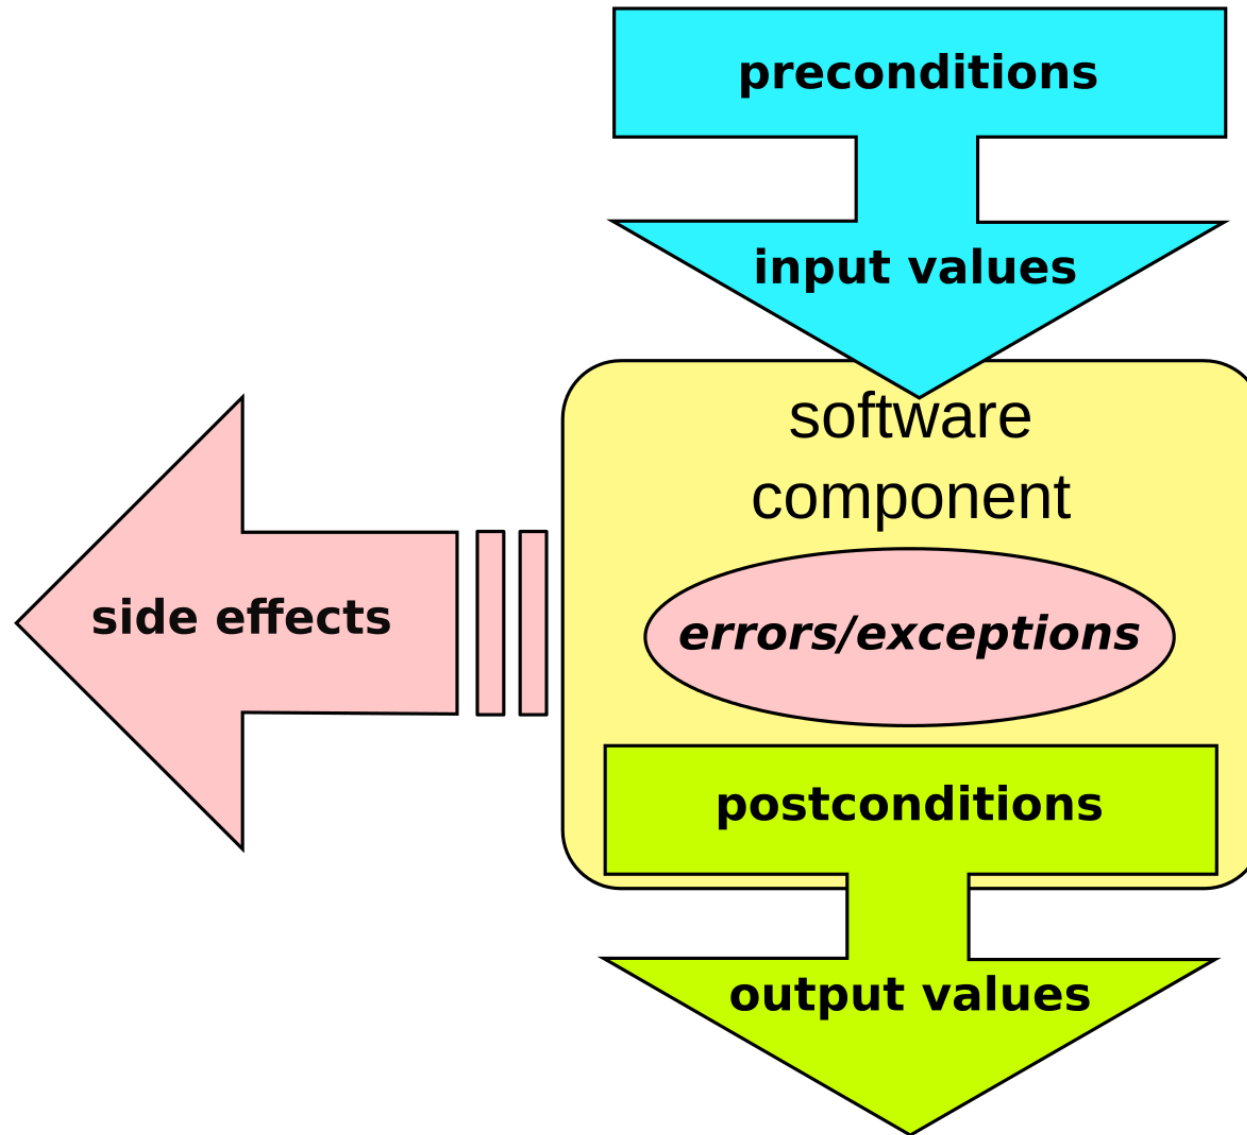 preconditions
input values
software
component
side effects
errors/exceptions
postconditions
output values